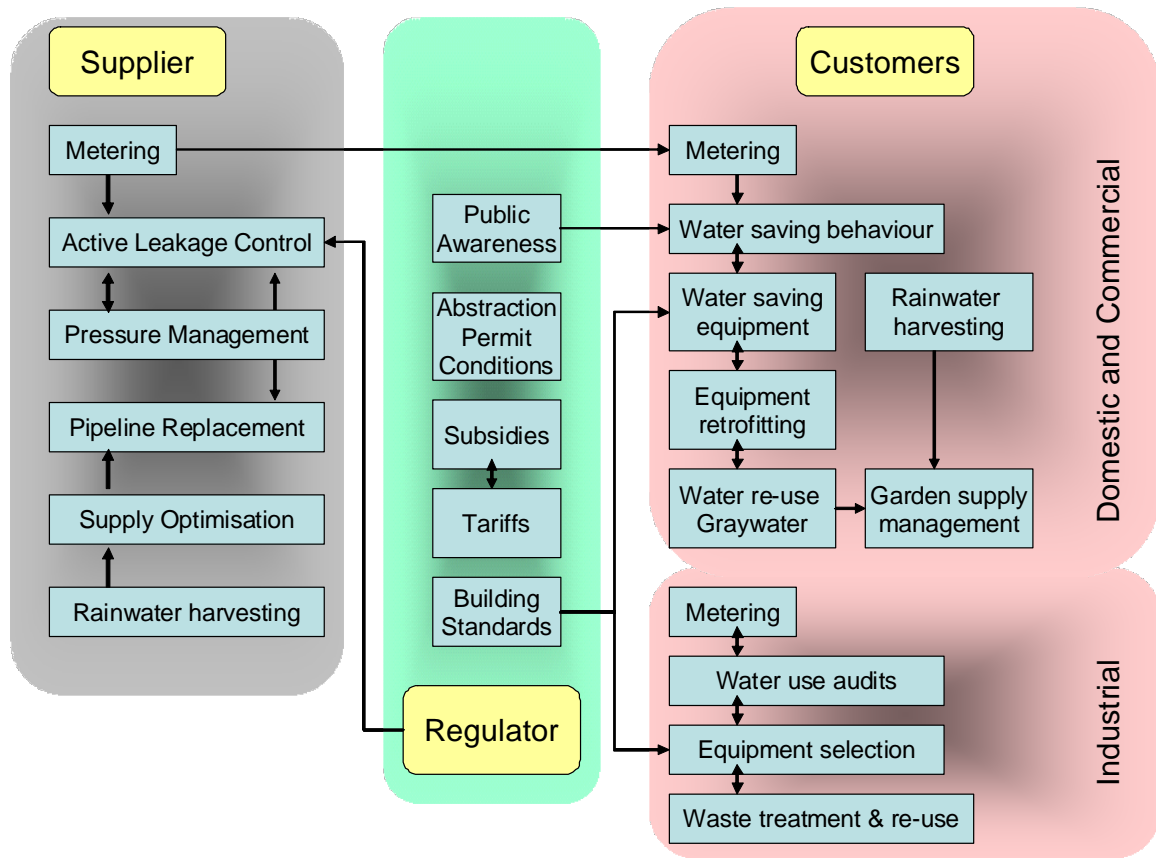 Supplier
Metering
Active Leakage Control
Pressure Management
Pipeline Replacement
Supply Optimisation
Rainwater harvesting
Public
Awareness
Abstraction
Permit
Conditions
Subsidies
Tariffs
Building
Standards
Regulator
Customers
Metering
Water saving behaviour
Water saving
equipment
Rainwater
harvesting
Equipment
retrofitting
Water re-use
Graywater
Garden supply
management
Domestic and Commercial
Metering
Water use audits
Equipment selection
Waste treatment & re-use
Industrial